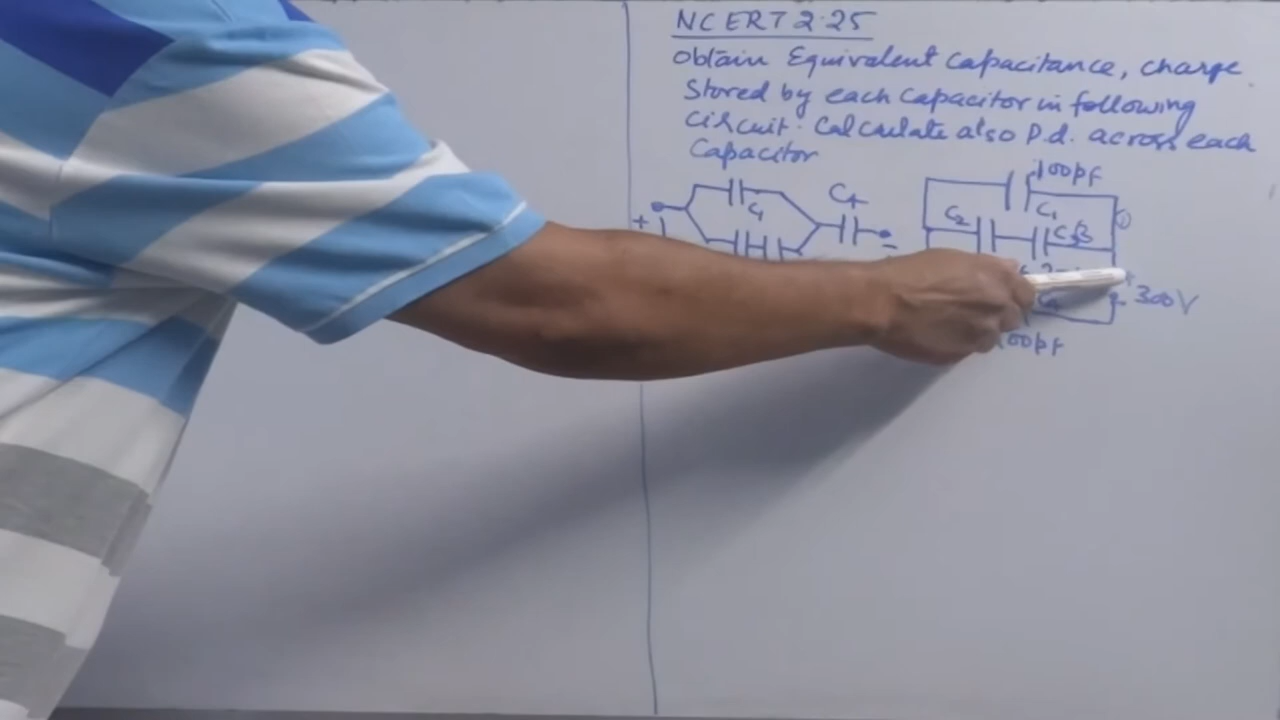 NCERT 2.25
Obtain Equivalent Capacitance, charge
Stored by each Capacitor in following
circuit. Calculate also P.d. across each
Capacitor
100pf
C1
C4
+
-
C1
C2
C3
B
+
300V
C4
00pf